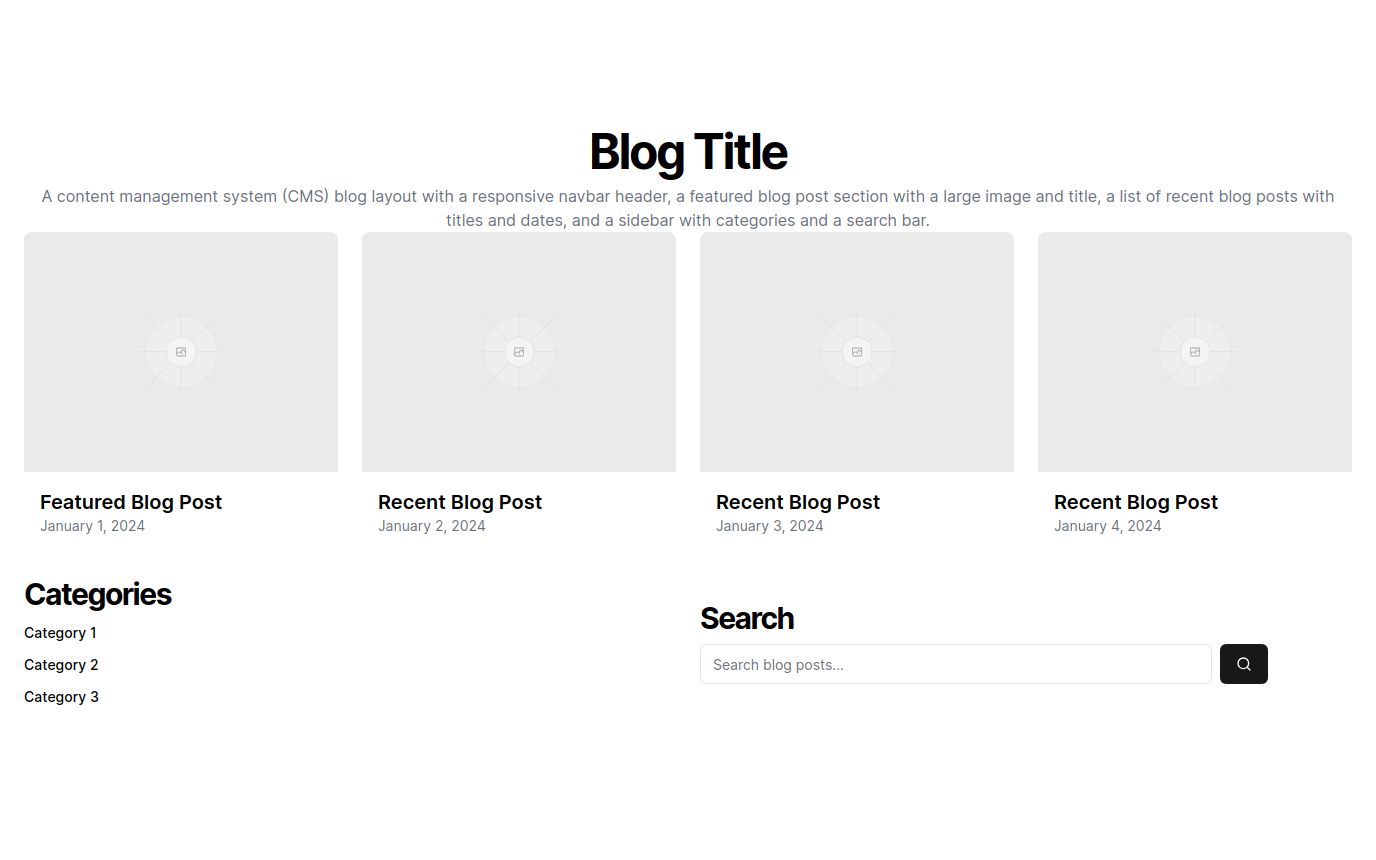 Blog Title
A content management system (CMS) blog layout with a responsive navbar header, a featured blog post section with a large image and title, a list of recent blog posts with
titles and dates, and a sidebar with categories and a search bar.
Featured Blog Post
January 1, 2024
Recent Blog Post
January 2, 2024
Recent Blog Post
January 3, 2024
Recent Blog Post
January 4, 2024
Categories
Category 1
Category 2
Category 3
Search
Search blog posts...